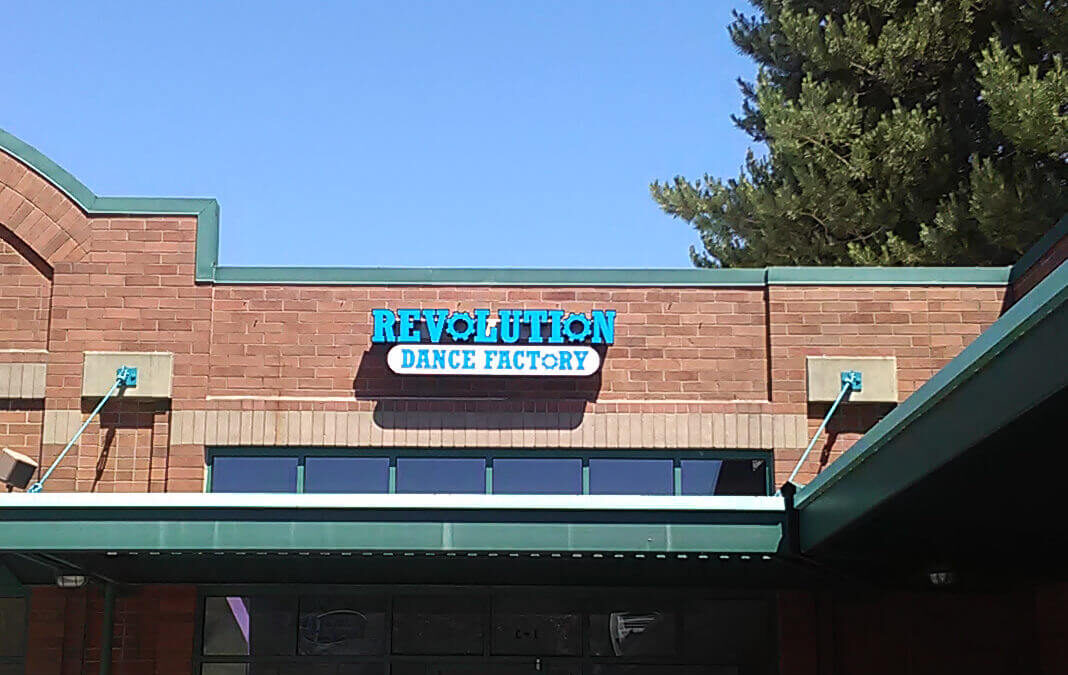 REVOLUTION
DANCE FACTORY